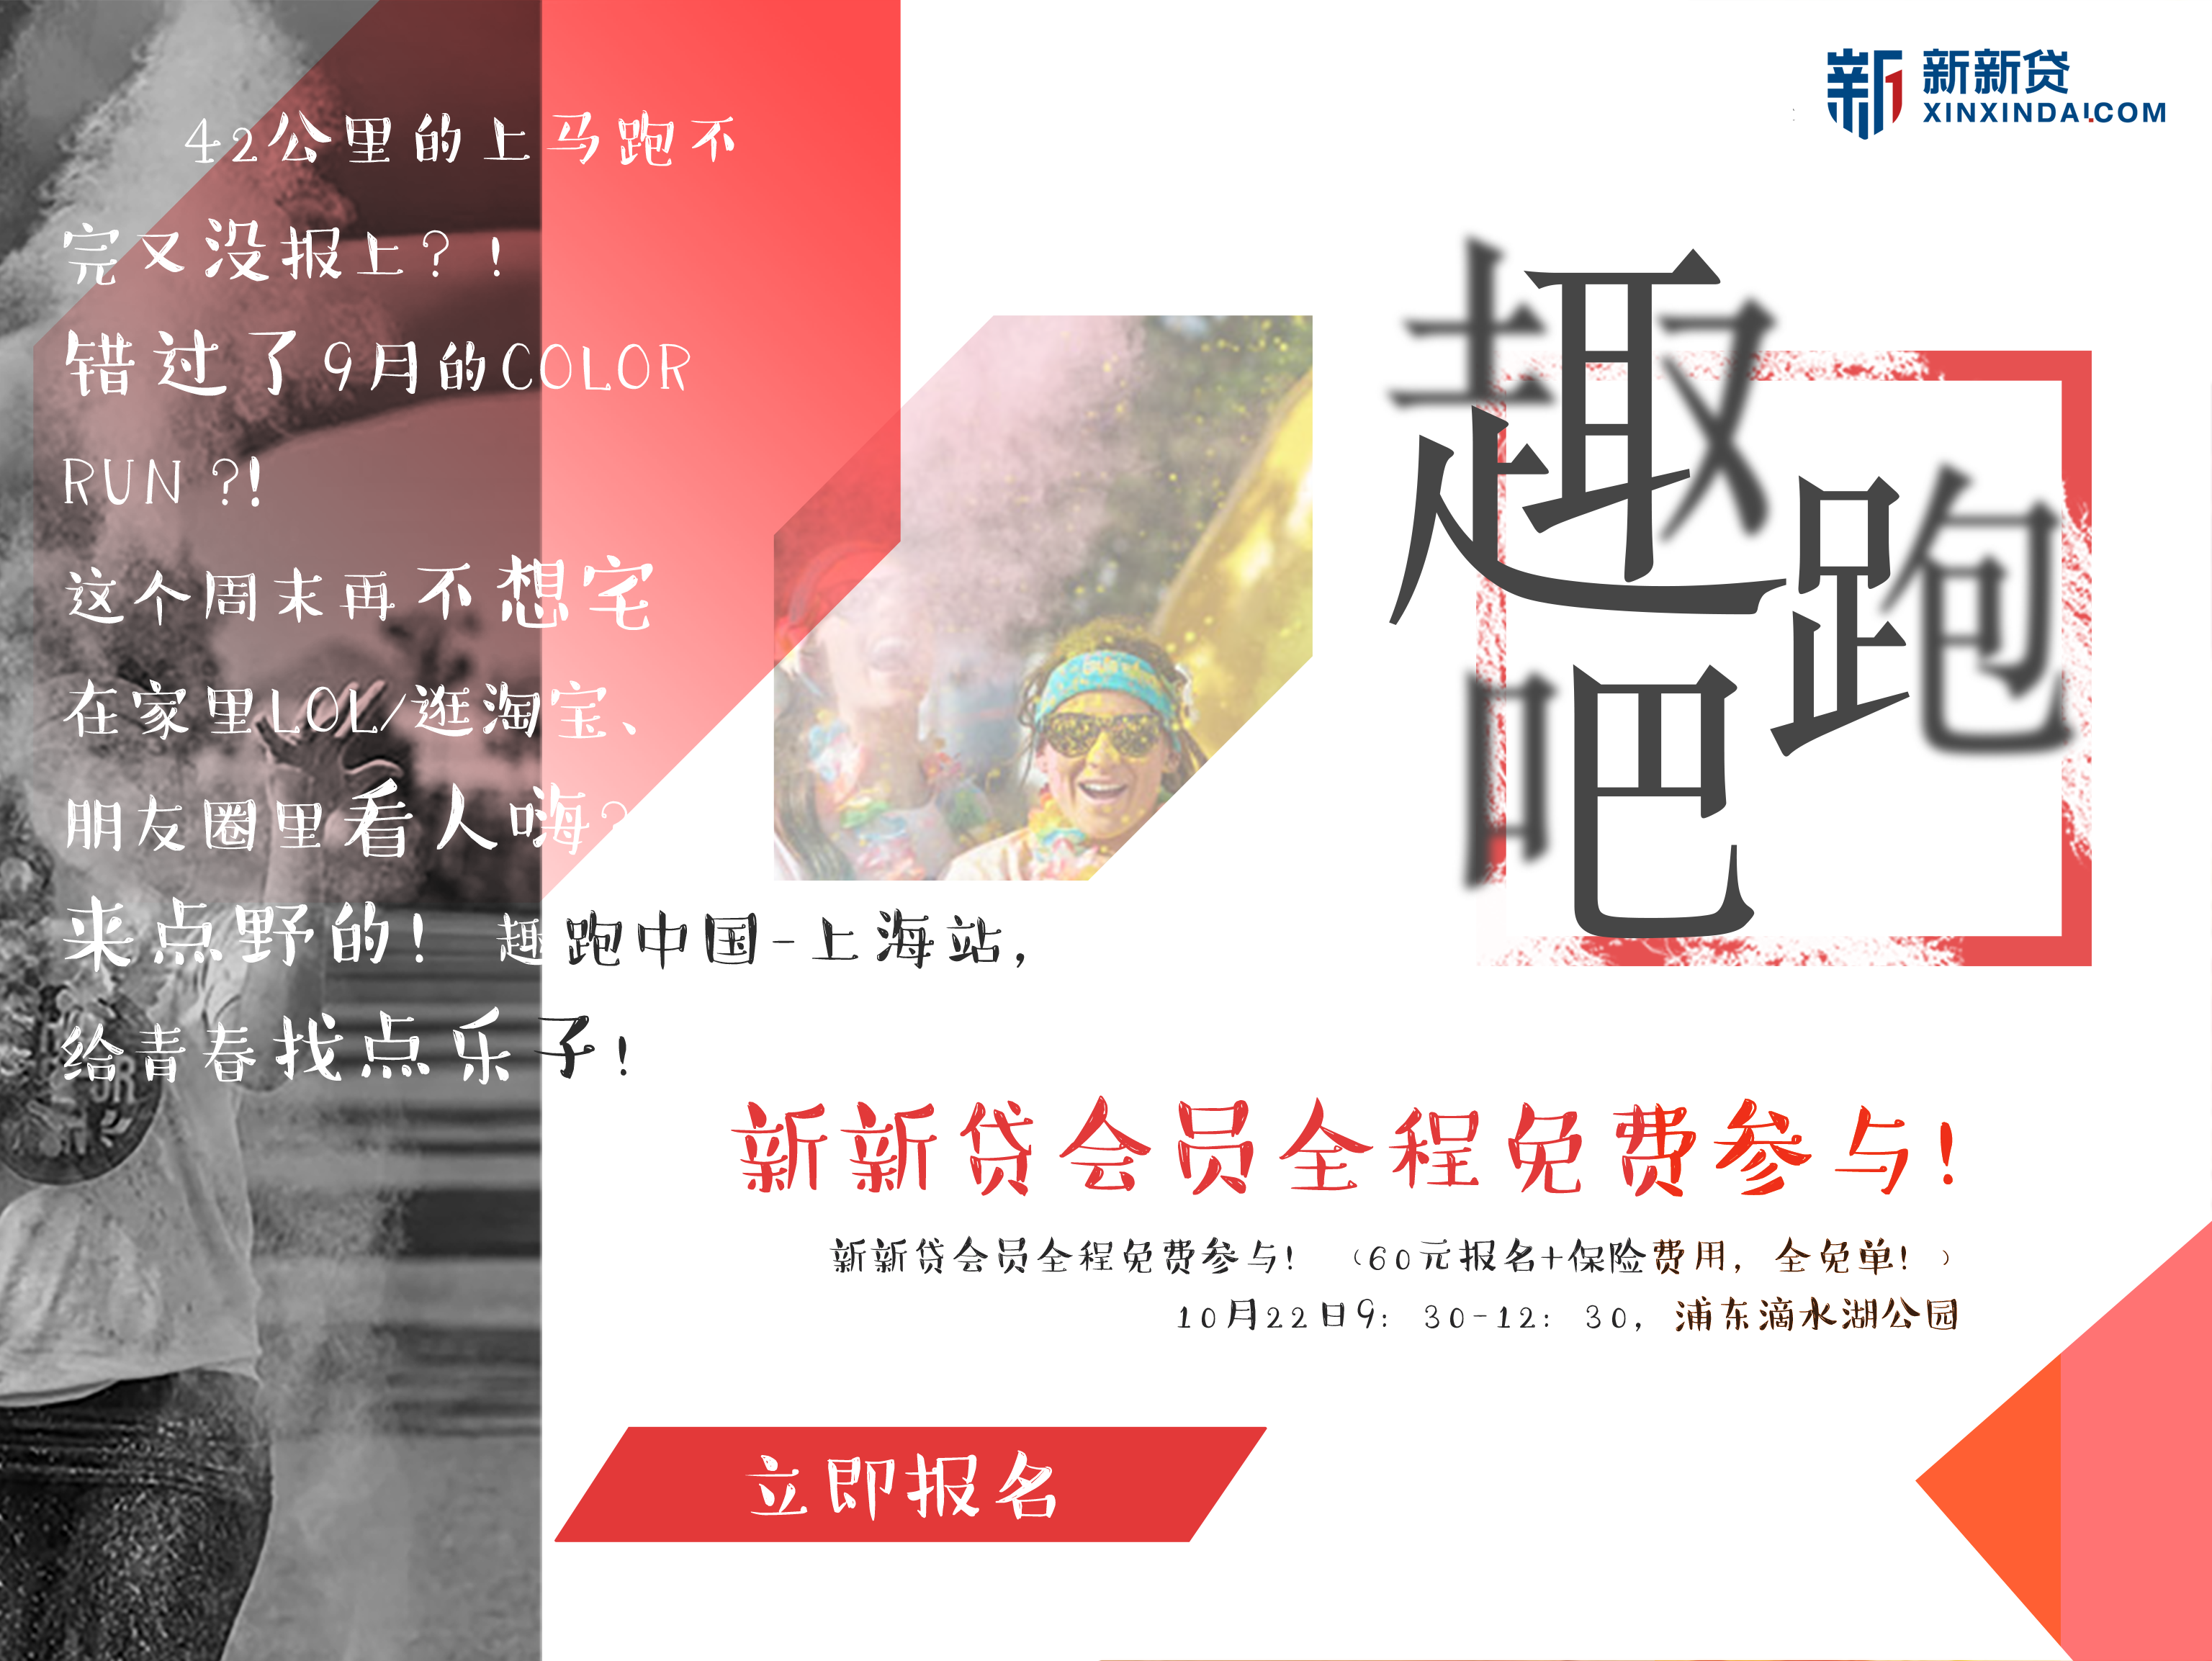 新新贷
XINXINDAI.COM
42公里的上马跑不
完又没报上？！
错过了9月的COLOR
RUN ?!
这个周末再不想宅
在家里LOL/逛淘宝、
朋友圈里看人嗨？
来点野的！趣跑中国-上海站，
给青春找点乐子！
趣跑吧
新新贷会员全程免费参与！
新新贷会员全程免费参与！（60元报名+保险费用，全免单！）
10月22日9：30-12：30，浦东滴水湖公园
立即报名